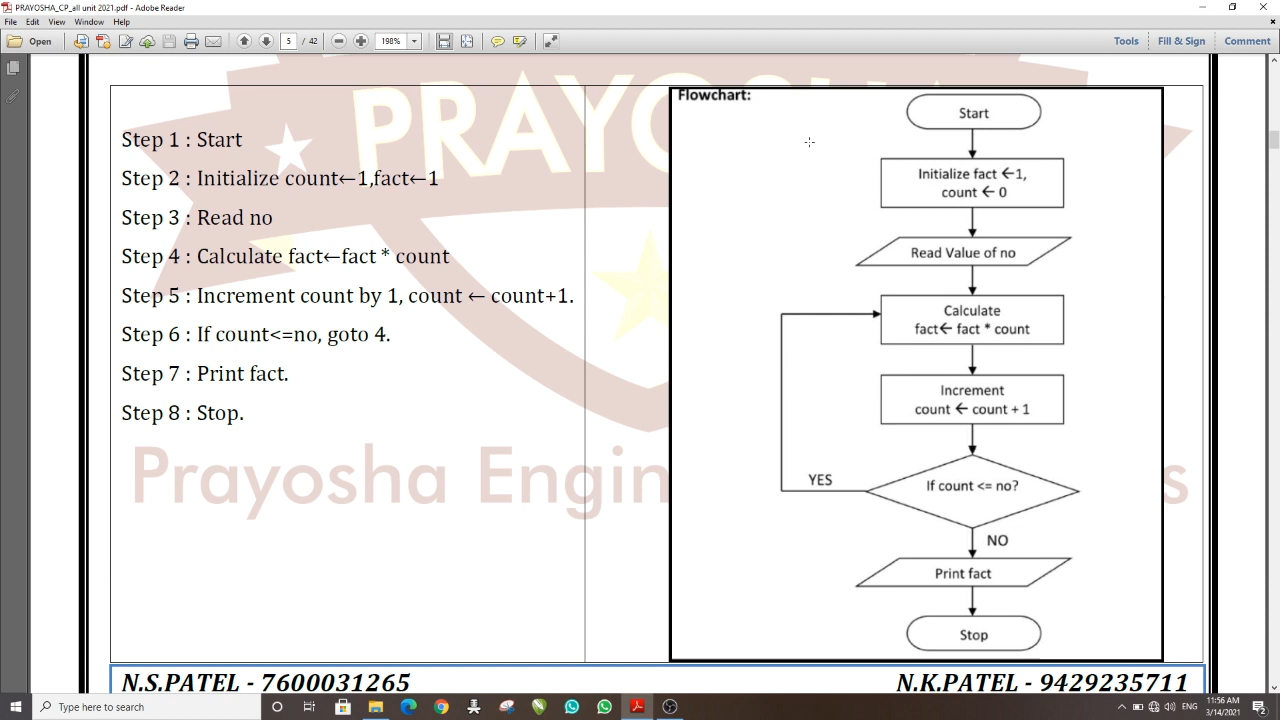 PRAYOSHA_CP_all unit 2021.pdf - Adobe Reader
File Edit View Window Help
Open 5 / 42 198% Tools Fill & Sign Comment
PRAYOSHA
Step 1 : Start
Step 2 : Initialize count←1,fact←1
Step 3 : Read no
Step 4 : Calculate fact←fact * count
Step 5 : Increment count by 1, count ← count+1.
Step 6 : If count<=no, goto 4.
Step 7 : Print fact.
Step 8 : Stop.
Prayosha Engin
Flowchart:
Start
Initialize fact ←1,
count ← 0
Read Value of no
Calculate
fact← fact * count
Increment
count ← count + 1
If count <= no?
YES
NO
Print fact
Stop
N.S.PATEL - 7600031265 N.K.PATEL - 9429235711
Type here to search
ENG
11:56 AM
3/14/2021
2